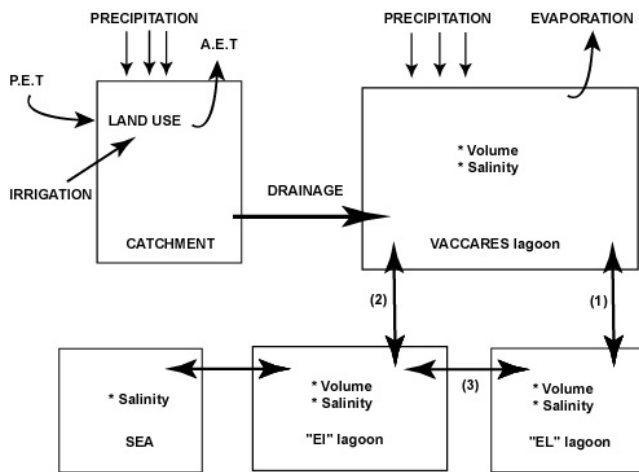 PRECIPITATION
A.E.T
P.E.T
LAND USE
IRRIGATION
CATCHMENT
DRAINAGE
PRECIPITATION
EVAPORATION
* Volume
* Salinity
VACCARES lagoon
(2)
(1)
* Salinity
SEA
* Volume
* Salinity
"EI" lagoon
(3)
* Volume
* Salinity
"EL" lagoon